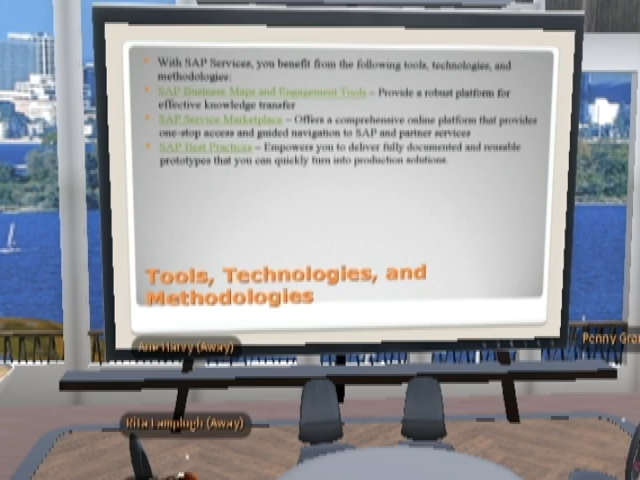 With SAP Services, you benefit from the following tools, technologies, and
methodologies:
SAP Business Maps and Engagement Tools – Provide a robust platform for
effective knowledge transfer
SAP Service Marketplace – Offers a comprehensive online platform that provides
one-stop access and guided navigation to SAP and partner services
SAP Best Practices – Empowers you to deliver fully documented and reusable
prototypes that you can quickly turn into production solutions.
Tools, Technologies, and
Methodologies
(Away)
Penny
Rita Lamplugh (Away)